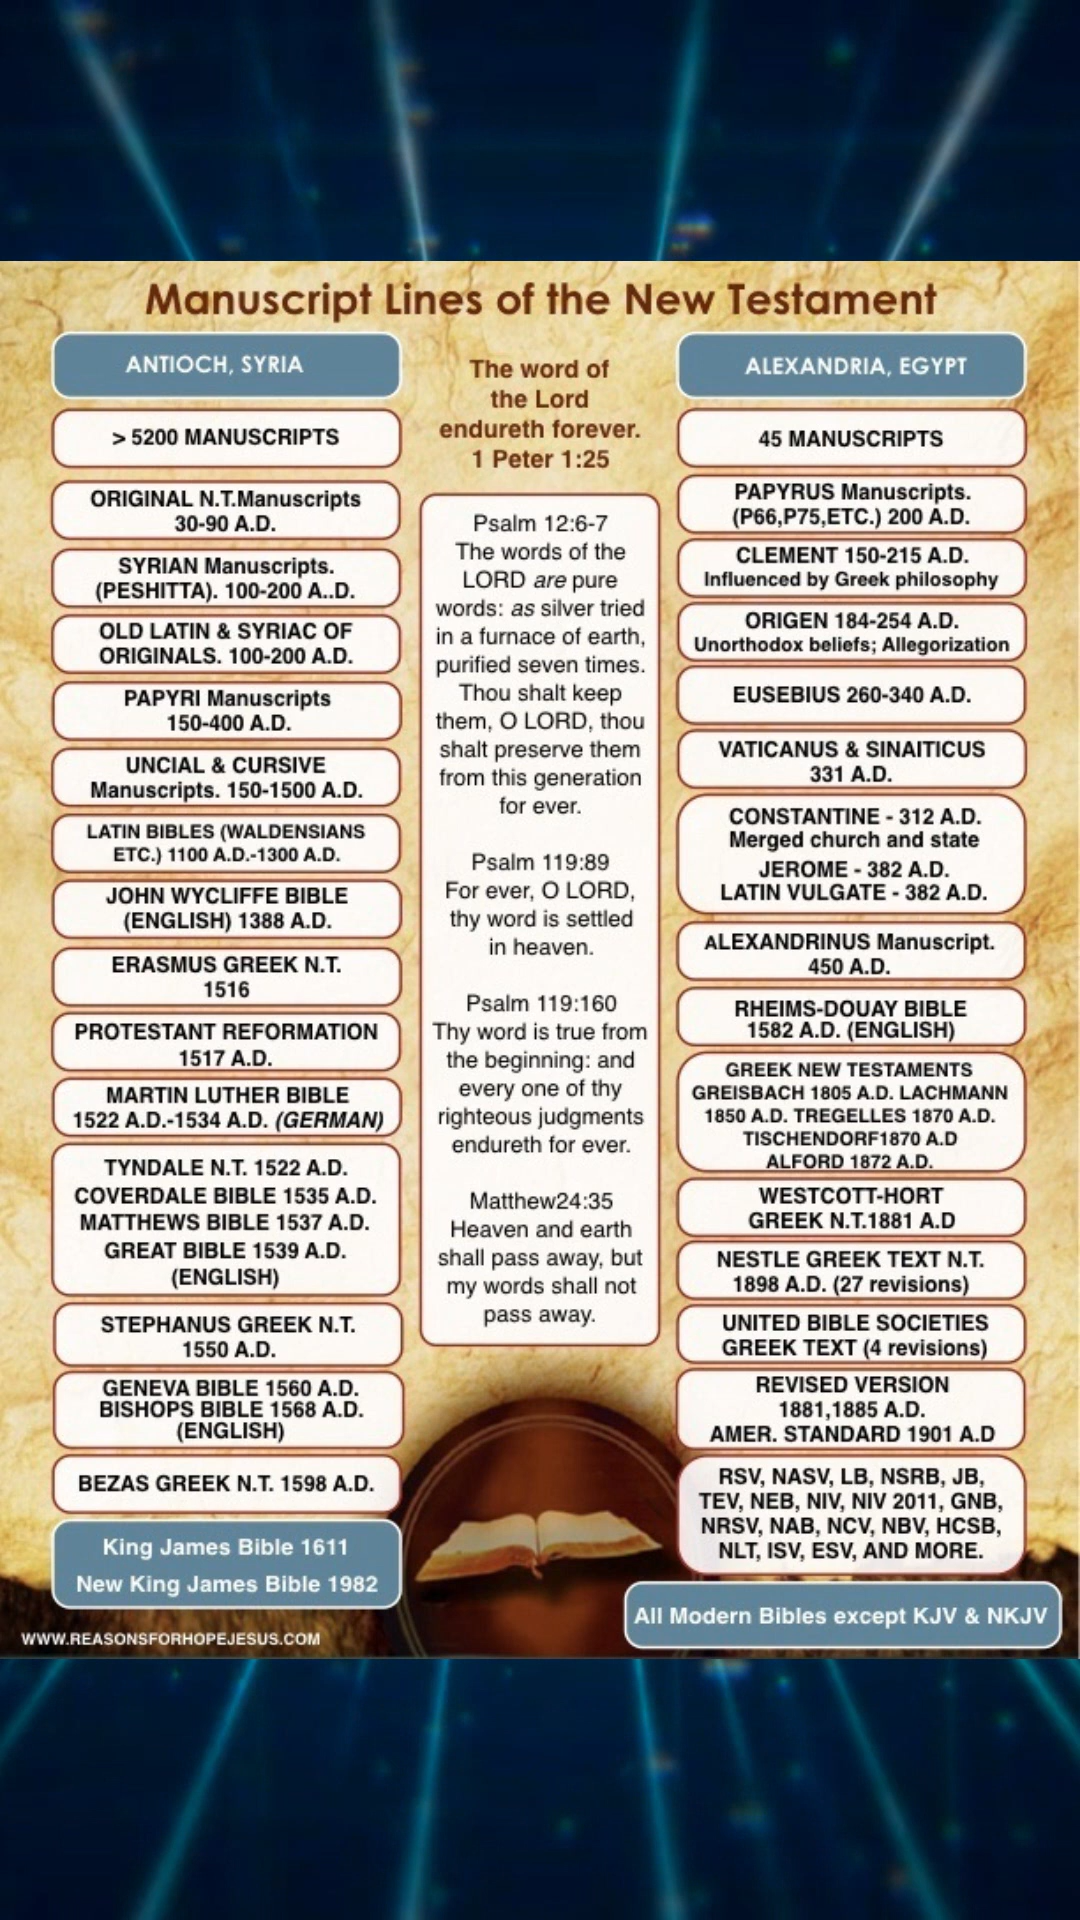 Manuscript Lines of the New Testament
ANTIOCH, SYRIA
> 5200 MANUSCRIPTS
ORIGINAL N.T.Manuscripts
30-90 A.D.
SYRIAN Manuscripts.
(PESHITTA). 100-200 A..D.
OLD LATIN & SYRIAC OF
ORIGINALS. 100-200 A.D.
PAPYRI Manuscripts
150-400 A.D.
UNCIAL & CURSIVE
Manuscripts. 150-1500 A.D.
LATIN BIBLES (WALDENSIANS
ETC.) 1100 A.D.-1300 A.D.
JOHN WYCLIFFE BIBLE
(ENGLISH) 1388 A.D.
ERASMUS GREEK N.T.
1516
PROTESTANT REFORMATION
1517 A.D.
MARTIN LUTHER BIBLE
1522 A.D.-1534 A.D. (GERMAN)
TYNDALE N.T. 1522 A.D.
COVERDALE BIBLE 1535 A.D.
MATTHEWS BIBLE 1537 A.D.
GREAT BIBLE 1539 A.D.
(ENGLISH)
STEPHANUS GREEK N.T.
1550 A.D.
GENEVA BIBLE 1560 A.D.
BISHOPS BIBLE 1568 A.D.
(ENGLISH)
BEZAS GREEK N.T. 1598 A.D.
King James Bible 1611
New King James Bible 1982
WWW.REASONSFORHOPEJESUS.COM
The word of
the Lord
endureth forever.
1 Peter 1:25
Psalm 12:6-7
The words of the
LORD are pure
words: as silver tried
in a furnace of earth,
purified seven times.
Thou shalt keep
them, O LORD, thou
shalt preserve them
from this generation
for ever.
Psalm 119:89
For ever, O LORD,
thy word is settled
in heaven.
Psalm 119:160
Thy word is true from
the beginning: and
every one of thy
righteous judgments
endureth for ever.
Matthew24:35
Heaven and earth
shall pass away, but
my words shall not
pass away.
ALEXANDRIA, EGYPT
45 MANUSCRIPTS
PAPYRUS Manuscripts.
(P66,P75,ETC.) 200 A.D.
CLEMENT 150-215 A.D.
Influenced by Greek philosophy
ORIGEN 184-254 A.D.
Unorthodox beliefs; Allegorization
EUSEBIUS 260-340 A.D.
VATICANUS & SINAITICUS
331 A.D.
CONSTANTINE - 312 A.D.
Merged church and state
JEROME - 382 A.D.
LATIN VULGATE - 382 A.D.
ALEXANDRINUS Manuscript.
450 A.D.
RHEIMS-DOUAY BIBLE
1582 A.D. (ENGLISH)
GREEK NEW TESTAMENTS
GREISBACH 1805 A.D. LACHMANN
1850 A.D. TREGELLES 1870 A.D.
TISCHENDORF1870 A.D
ALFORD 1872 A.D.
WESTCOTT-HORT
GREEK N.T.1881 A.D
NESTLE GREEK TEXT N.T.
1898 A.D. (27 revisions)
UNITED BIBLE SOCIETIES
GREEK TEXT (4 revisions)
REVISED VERSION
1881,1885 A.D.
AMER. STANDARD 1901 A.D
RSV, NASV, LB, NSRB, JB,
TEV, NEB, NIV, NIV 2011, GNB,
NRSV, NAB, NCV, NBV, HCSB,
NLT, ISV, ESV, AND MORE.
All Modern Bibles except KJV & NKJV